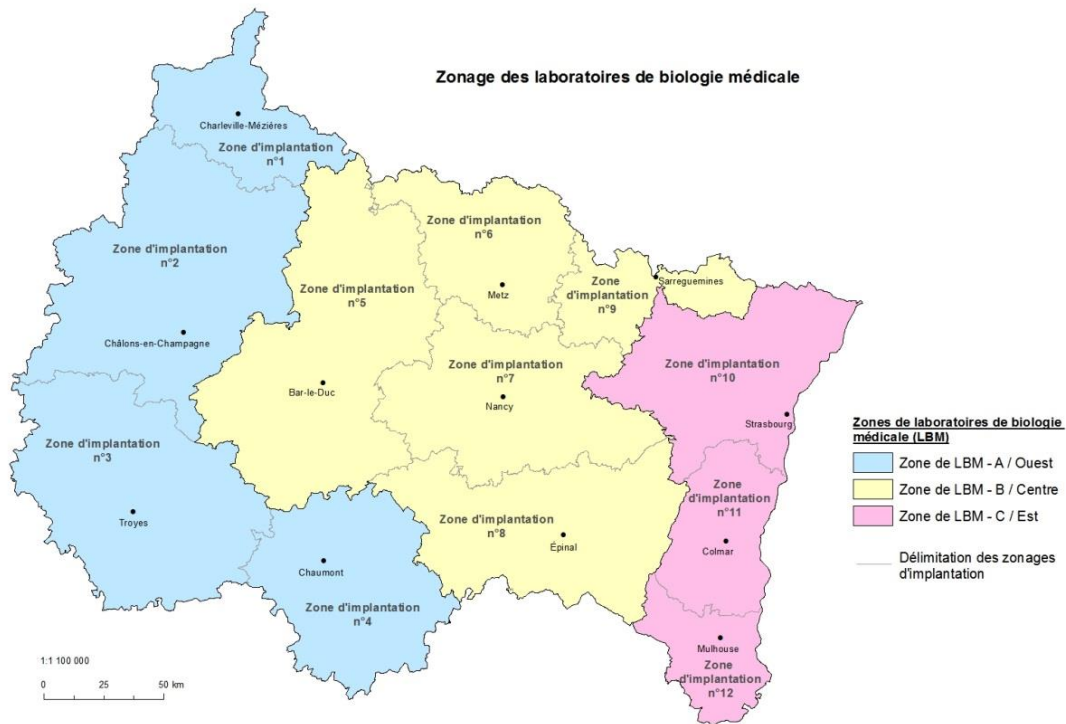 Zonage des laboratoires de biologie médicale
Charleville-Mézières
Zone d'implantation
n°1
Zone d'implantation
n°2
Châlons-en-Champagne
Zone d'implantation
n°3
Troyes
Chaumont
Zone d'implantation
n°4
Zone d'implantation
n°5
Bar-le-Duc
Zone d'implantation
n°6
Metz
Zone d'implantation
n°7
Nancy
Zone d'implantation
n°8
Épinal
Zone
d'implantation
n°9
Sarreguemines
Zone d'implantation
n°10
Strasbourg
Zone
d'implantation
n°11
Colmar
Mulhouse
Zone
d'implantation
n°12
Zones de laboratoires de biologie
médicale (LBM)
Zone de LBM - A / Ouest
Zone de LBM - B / Centre
Zone de LBM - C / Est
Délimitation des zonages
d'implantation
1:1 100 000
0 25 50 km